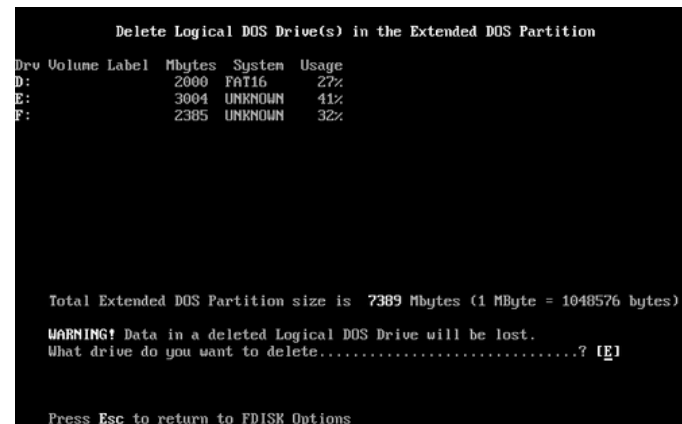 Delete Logical DOS Drive(s) in the Extended DOS Partition
Drv Volume Label Mbytes System Usage
D: 2000 FAT16 27%
E: 3004 UNKNOWN 41%
F: 2385 UNKNOWN 32%
Total Extended DOS Partition size is 7389 Mbytes (1 MByte = 1048576 bytes)
WARNING! Data in a deleted Logical DOS Drive will be lost.
What drive do you want to delete...............................? [E]
Press Esc to return to FDISK Options